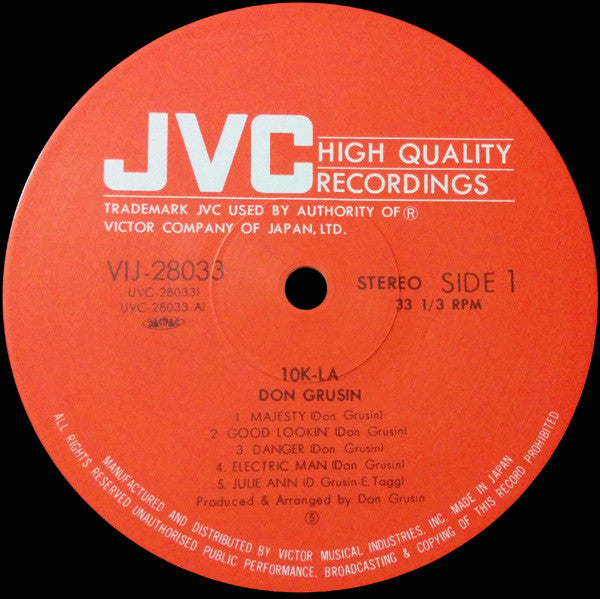 JVC
HIGH QUALITY
RECORDINGS
TRADEMARK JVC USED BY AUTHORITY OF Ⓡ
VICTOR COMPANY OF JAPAN, LTD.
VIJ-28033
(JVC-28033)
(JVC-28033-A)
STEREO SIDE 1
33 1/3 RPM
10K-LA
DON GRUSIN
1. MAJESTY (Don Grusin)
2. GOOD LOOKIN' (Don Grusin)
3. DANGER (Don Grusin)
4. ELECTRIC MAN (Don Grusin)
5. JULIE ANN (D. Grusin-E. Tagg)
Produced & Arranged by Don Grusin
⑤
MANUFACTURED AND DISTRIBUTED BY VICTOR MUSICAL INDUSTRIES, INC. MADE IN JAPAN
ALL RIGHTS RESERVED UNAUTHORISED PUBLIC PERFORMANCE, BROADCASTING & COPYING OF THIS RECORD PROHIBITED